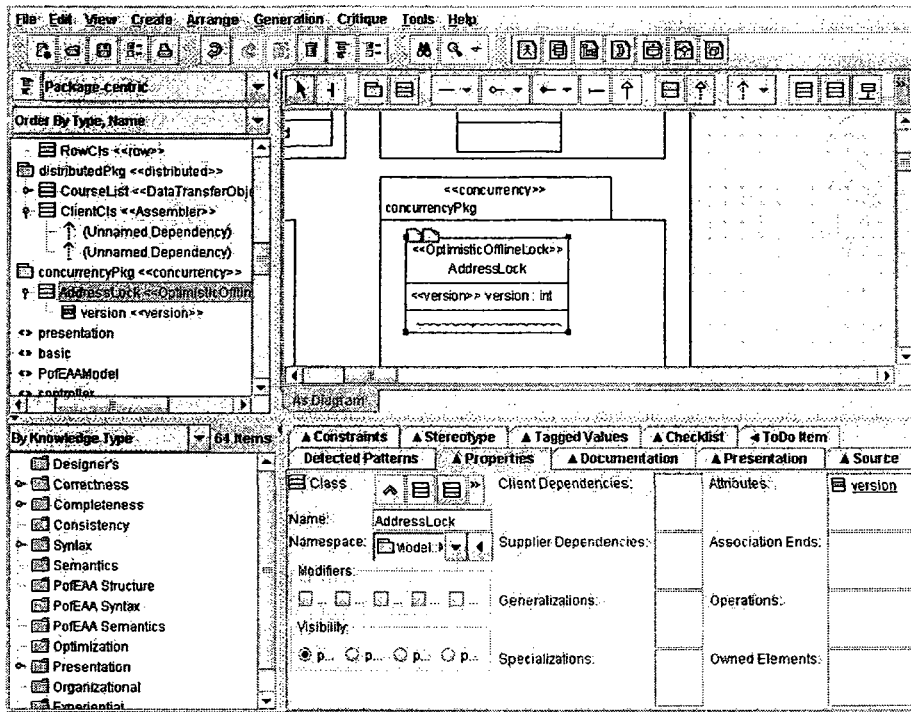 File Edit View Create Arrange Generation Critique Tools Help
Package-centric
Order By Type, Name
RowCls <<row>>
distributedPkg <<distributed>>
CourseList <<DataTransferObj
ClientCls <<Assembler>>
(Unnamed Dependency)
(Unnamed Dependency)
concurrencyPkg <<concurrency>>
AddressLock <<OptimisticOfflin
version <<version>>
presentation
basic
PofEAAModel
controller
<<concurrency>>
concurrencyPkg
<<OptimisticOfflineLock>>
AddressLock
<<version>> version : int
As Diagram
By Knowledge Type 64 Items
Designer's
Correctness
Completeness
Consistency
Syntax
Semantics
PofEAA Structure
PofEAA Syntax
PofEAA Semantics
Optimization
Presentation
Organizational
Experiential
Constraints Stereotype Tagged Values Checklist ToDo Item
Detected Patterns Properties Documentation Presentation Source
Class
Name: AddressLock
Namespace: Model
Modifiers:
Visibility:
p... p... p... p...
Client Dependencies:
Supplier Dependencies:
Generalizations:
Specializations:
Attributes: version
Association Ends:
Operations:
Owned Elements: